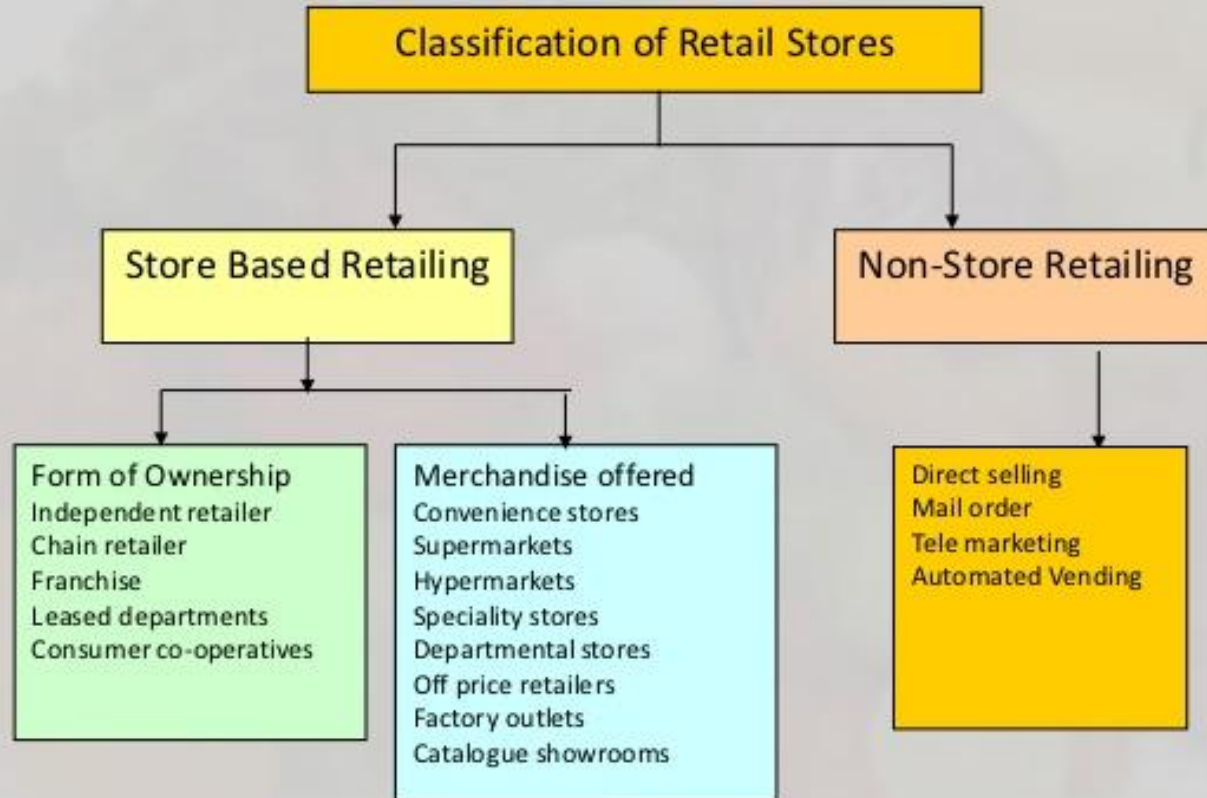 Classification of Retail Stores
Store Based Retailing
Non-Store Retailing
Form of Ownership
Independent retailer
Chain retailer
Franchise
Leased departments
Consumer co-operatives
Merchandise offered
Convenience stores
Supermarkets
Hypermarkets
Speciality stores
Departmental stores
Off price retailers
Factory outlets
Catalogue showrooms
Direct selling
Mail order
Tele marketing
Automated Vending